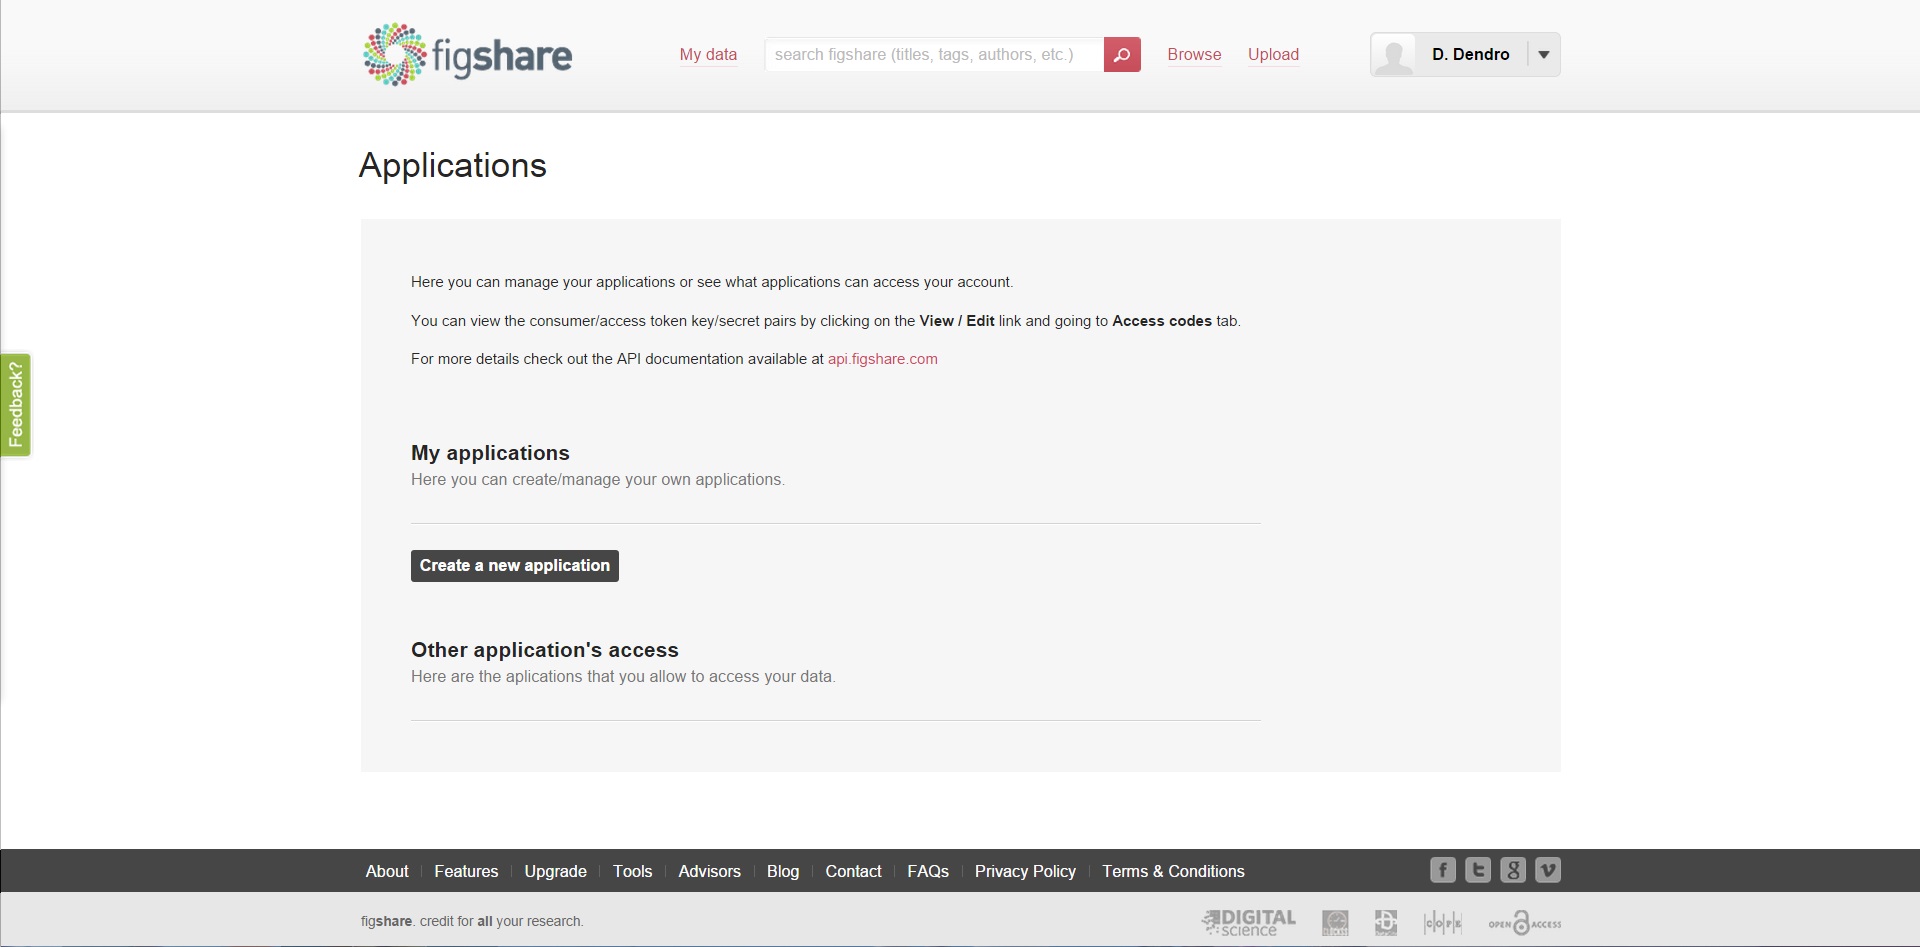 figshare
My data
search figshare (titles, tags, authors, etc.)
Browse
Upload
D. Dendro
Applications
Here you can manage your applications or see what applications can access your account.
You can view the consumer/access token key/secret pairs by clicking on the View / Edit link and going to Access codes tab.
For more details check out the API documentation available at api.figshare.com
Feedback?
My applications
Here you can create/manage your own applications.
Create a new application
Other application's access
Here are the aplications that you allow to access your data.
About
Features
Upgrade
Tools
Advisors
Blog
Contact
FAQs
Privacy Policy
Terms & Conditions
figshare. credit for all your research.
DIGITAL
science
C O P E
OPEN ACCESS